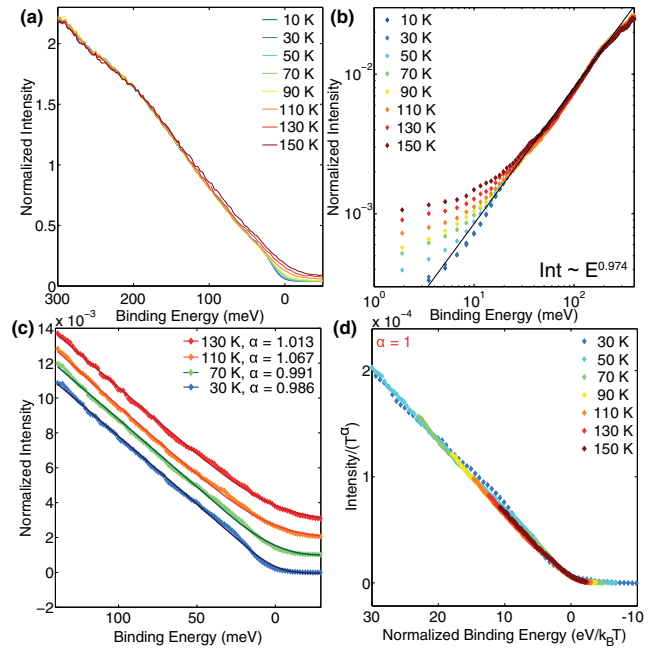 (a)
10 K
30 K
50 K
70 K
90 K
110 K
130 K
150 K
2
1.5
1
0.5
0
300
200
100
0
Normalized Intensity
Binding Energy (meV)
(b)
10 K
30 K
50 K
70 K
90 K
110 K
130 K
150 K
10⁻²
10⁻³
10⁰
10¹
10²
Int ~ E^0.974
Normalized Intensity
Binding Energy (meV)
(c)
x 10⁻³
130 K, α = 1.013
110 K, α = 1.067
70 K, α = 0.991
30 K, α = 0.986
14
12
10
8
6
4
2
0
−2
100
50
0
Normalized Intensity
Binding Energy (meV)
(d)
x 10⁻⁴
α = 1
30 K
50 K
70 K
90 K
110 K
130 K
150 K
2
1
0
30
20
10
0
-10
Intensity/(T^α)
Normalized Binding Energy (eV/k_BT)